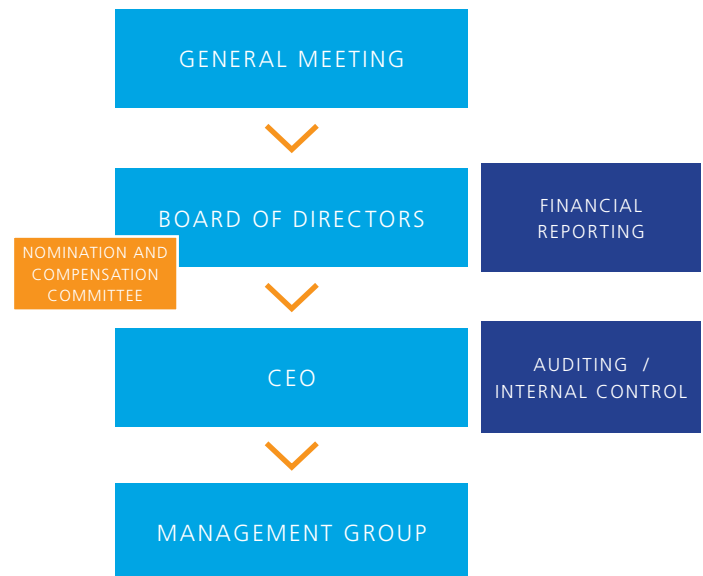 GENERAL MEETING
BOARD OF DIRECTORS
FINANCIAL
REPORTING
NOMINATION AND
COMPENSATION
COMMITTEE
CEO
AUDITING /
INTERNAL CONTROL
MANAGEMENT GROUP